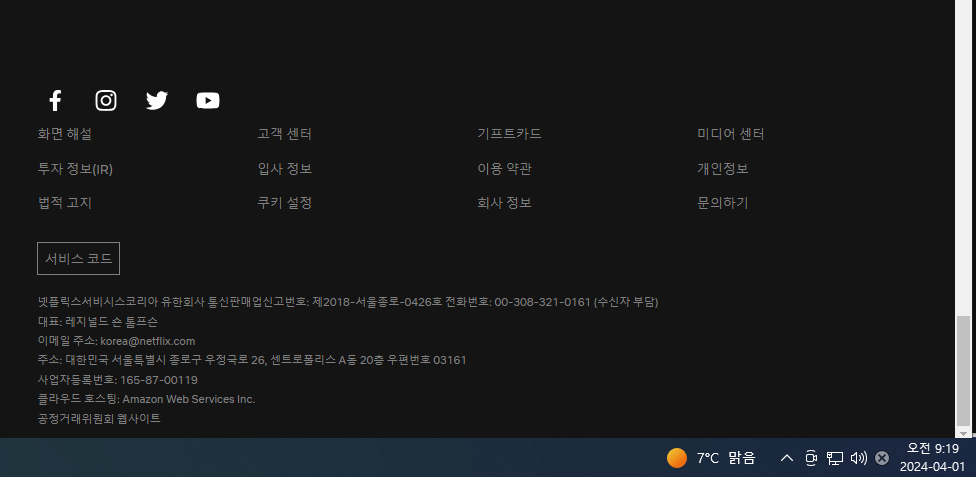 화면 해설 고객 센터 기프트카드 미디어 센터
투자 정보(IR) 입사 정보 이용 약관 개인정보
법적 고지 쿠키 설정 회사 정보 문의하기
서비스 코드
넷플릭스서비시스코리아 유한회사 통신판매업신고번호: 제2018-서울종로-0426호 전화번호: 00-308-321-0161 (수신자 부담)
대표: 레지널드 숀 톰프슨
이메일 주소: korea@netflix.com
주소: 대한민국 서울특별시 종로구 우정국로 26, 센트로폴리스 A동 20층 우편번호 03161
사업자등록번호: 165-87-00119
클라우드 호스팅: Amazon Web Services Inc.
공정거래위원회 웹사이트
7℃ 맑음 오전 9:19
2024-04-01